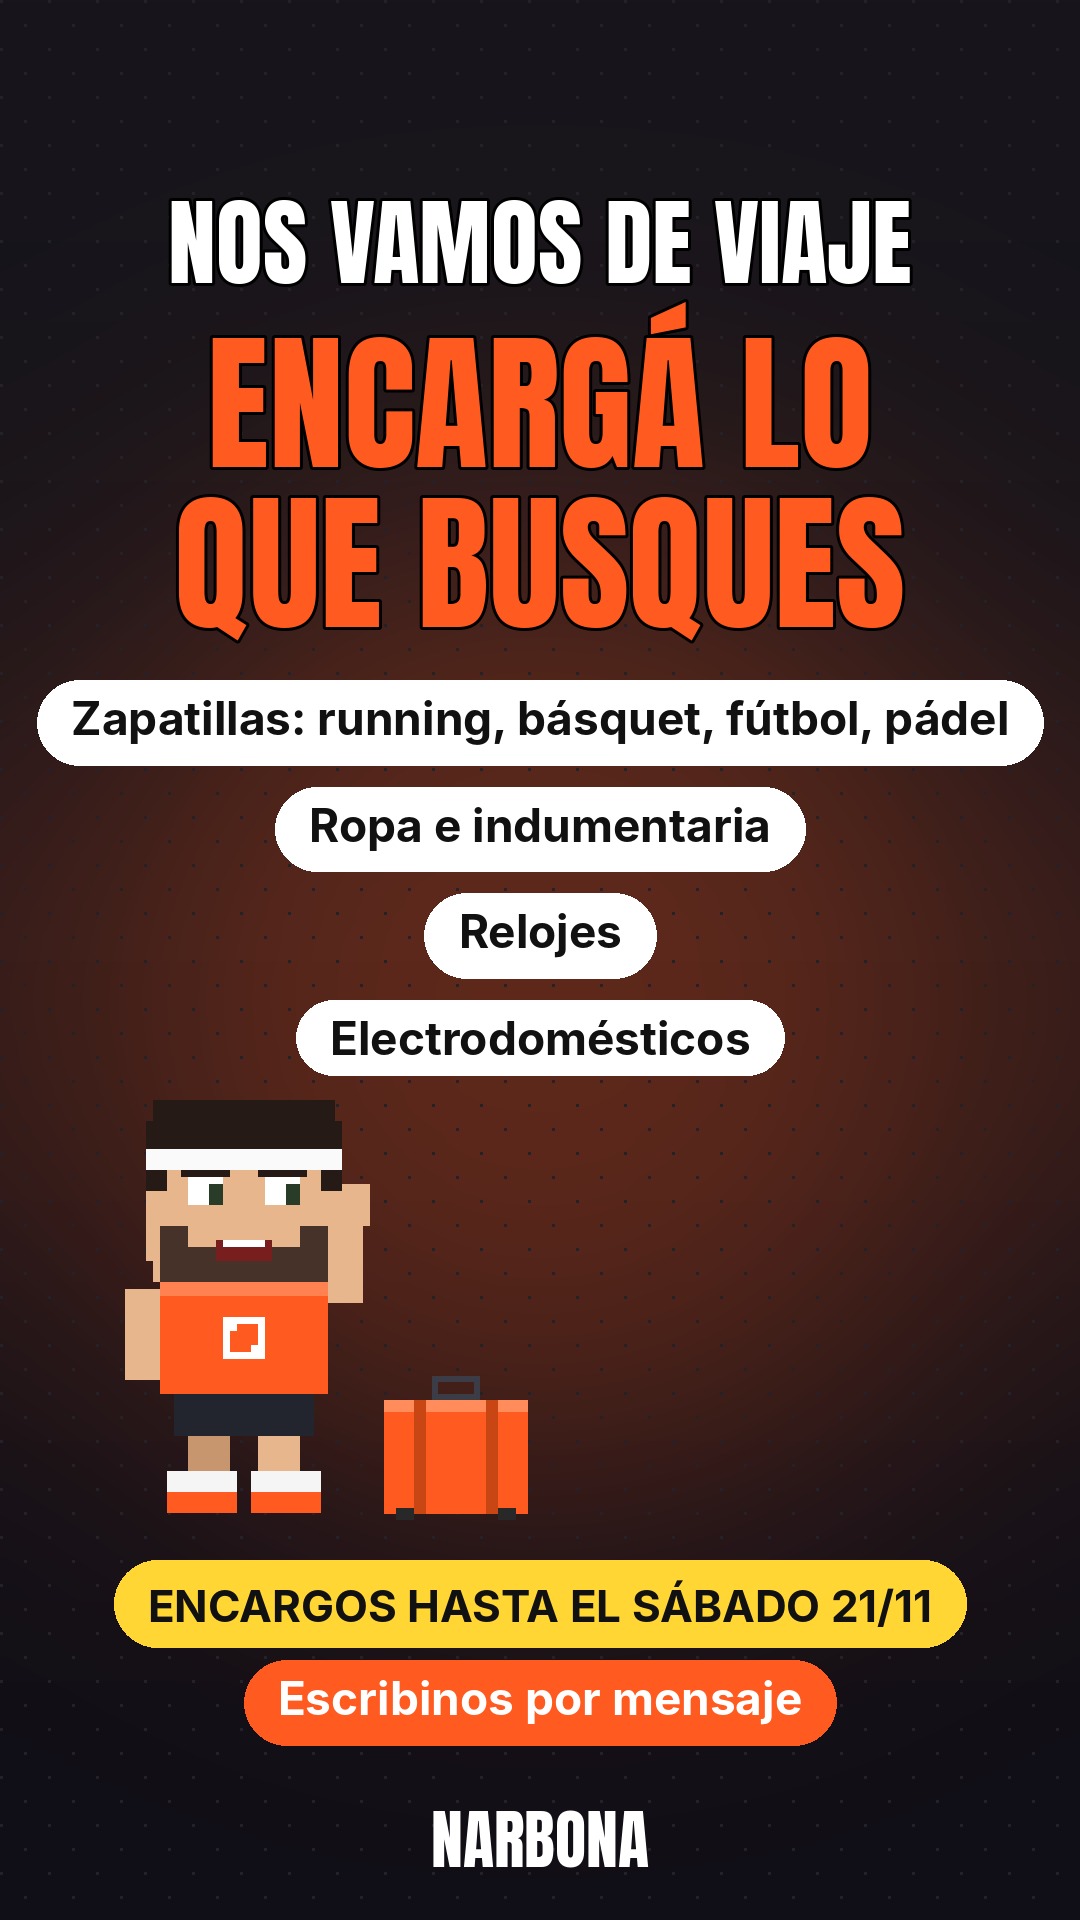 NOS VAMOS DE VIAJE
ENCARGÁ LO
QUE BUSQUES
Zapatillas: running, básquet, fútbol, pádel
Ropa e indumentaria
Relojes
Electrodomésticos
ENCARGOS HASTA EL SÁBADO 21/11
Escribinos por mensaje
NARBONA